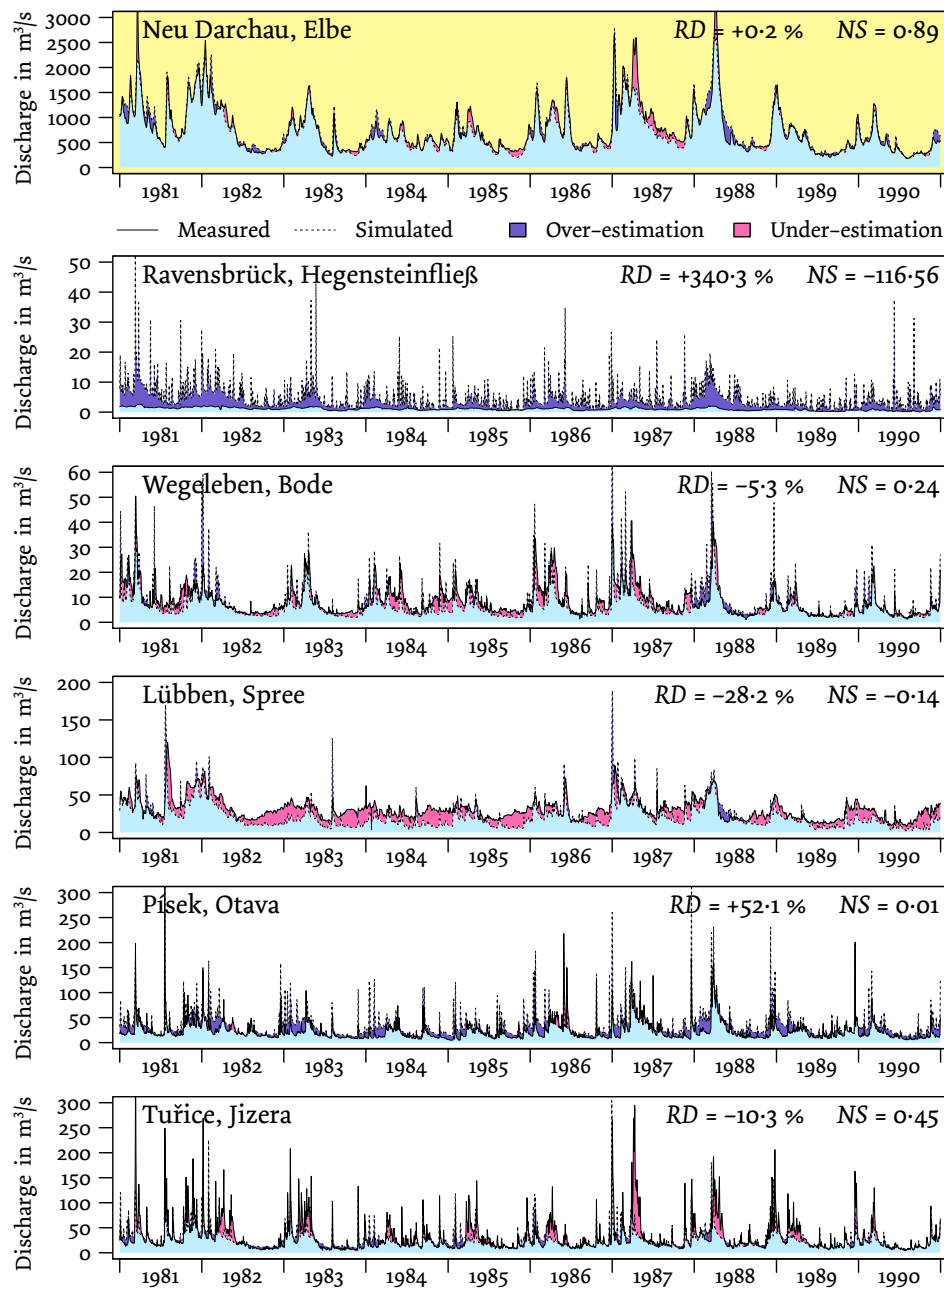 Neu Darchau, Elbe RD = +0·2 % NS = 0·89
Discharge in m³/s
3000
2500
2000
1500
1000
500
0
1981 1982 1983 1984 1985 1986 1987 1988 1989 1990
Measured Simulated Over-estimation Under-estimation
Ravensbrück, Hegensteinfließ RD = +340·3 % NS = −116·56
Discharge in m³/s
50
40
30
20
10
0
1981 1982 1983 1984 1985 1986 1987 1988 1989 1990
Wegeleben, Bode RD = −5·3 % NS = 0·24
Discharge in m³/s
60
50
40
30
20
10
0
1981 1982 1983 1984 1985 1986 1987 1988 1989 1990
Lübben, Spree RD = −28·2 % NS = −0·14
Discharge in m³/s
200
150
100
50
0
1981 1982 1983 1984 1985 1986 1987 1988 1989 1990
Písek, Otava RD = +52·1 % NS = 0·01
Discharge in m³/s
300
250
200
150
100
50
0
1981 1982 1983 1984 1985 1986 1987 1988 1989 1990
Tuřice, Jizera RD = −10·3 % NS = 0·45
Discharge in m³/s
300
250
200
150
100
50
0
1981 1982 1983 1984 1985 1986 1987 1988 1989 1990